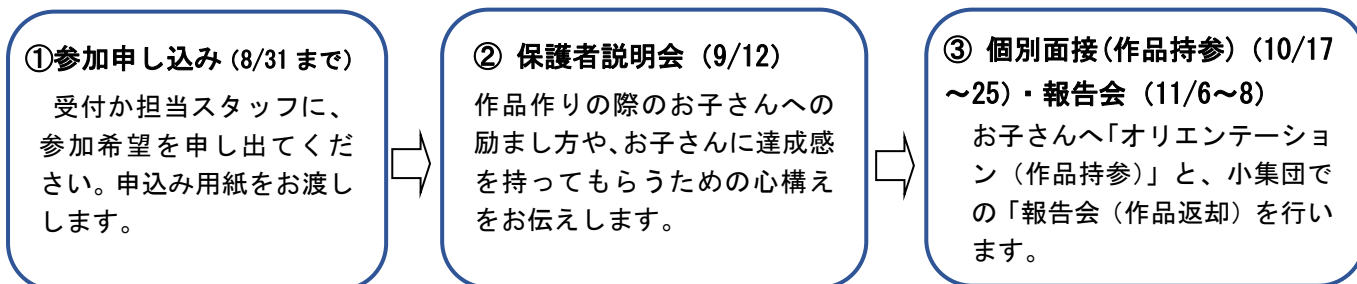 ①参加申し込み(8/31 まで)
受付か担当スタッフに、
参加希望を申し出てくだ
さい。申込み用紙をお渡し
します。
② 保護者説明会(9/12)
作品作りの際のお子さんへの
励まし方や、お子さんに達成感
を持ってもらうための心構え
をお伝えします。
③ 個別面接(作品持参)(10/17
~25)・報告会(11/6~8)
お子さんへ「オリエンテーショ
ン(作品持参)」と、小集団で
の「報告会(作品返却)を行い
ます。